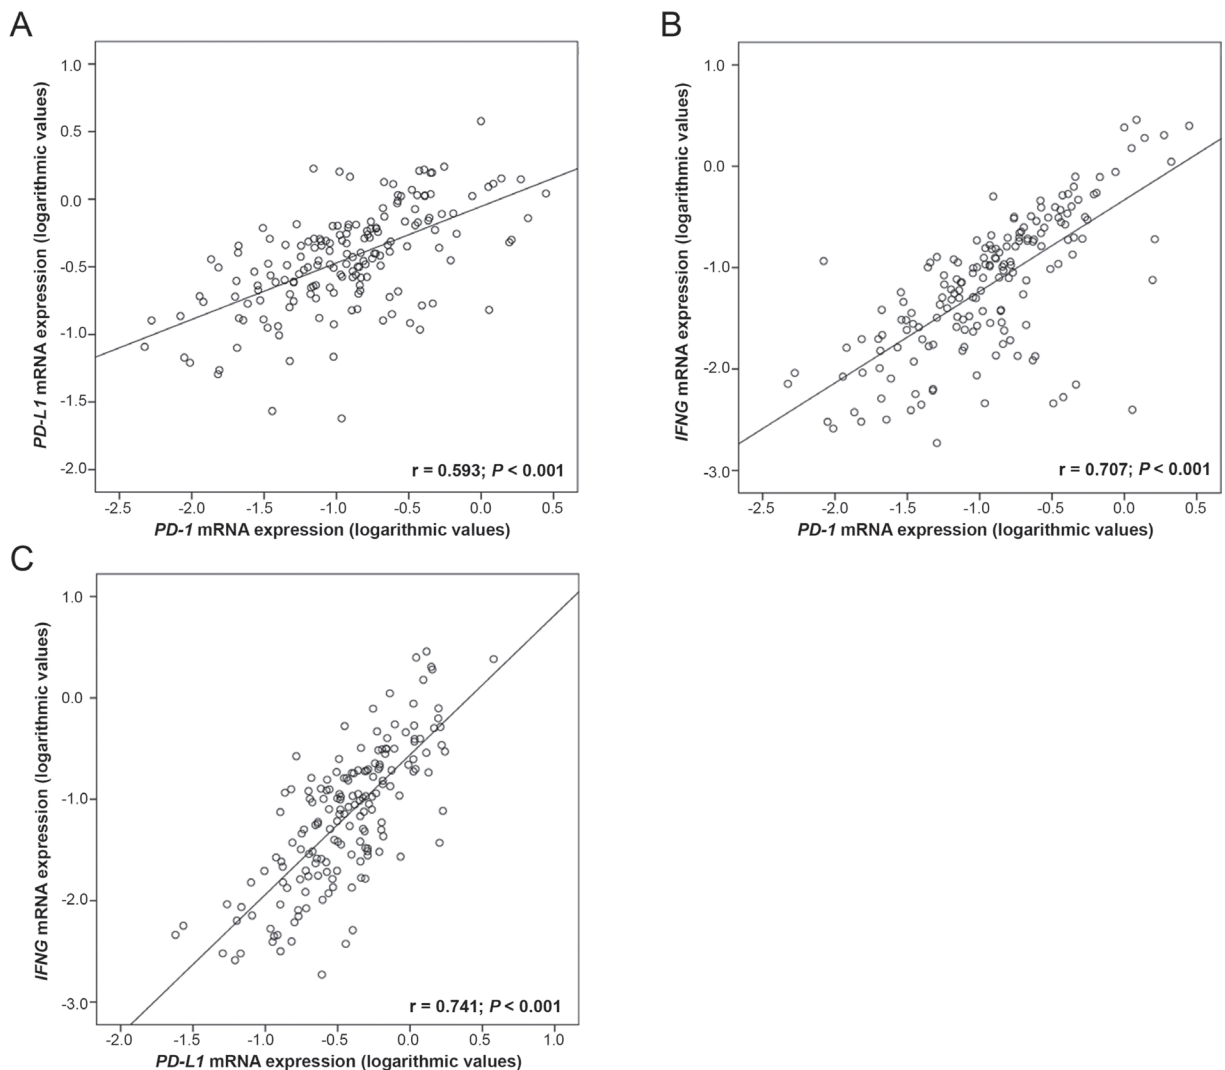 A
PD-L1 mRNA expression (logarithmic values)
1.0
0.5
0.0
-0.5
-1.0
-1.5
-2.0
r = 0.593; P < 0.001
-2.5 -2.0 -1.5 -1.0 -0.5 0.0 0.5
PD-1 mRNA expression (logarithmic values)
B
IFNG mRNA expression (logarithmic values)
1.0
0.0
-1.0
-2.0
-3.0
r = 0.707; P < 0.001
-2.5 -2.0 -1.5 -1.0 -0.5 0.0 0.5
PD-1 mRNA expression (logarithmic values)
C
IFNG mRNA expression (logarithmic values)
1.0
0.0
-1.0
-2.0
-3.0
r = 0.741; P < 0.001
-2.0 -1.5 -1.0 -0.5 0.0 0.5 1.0
PD-L1 mRNA expression (logarithmic values)